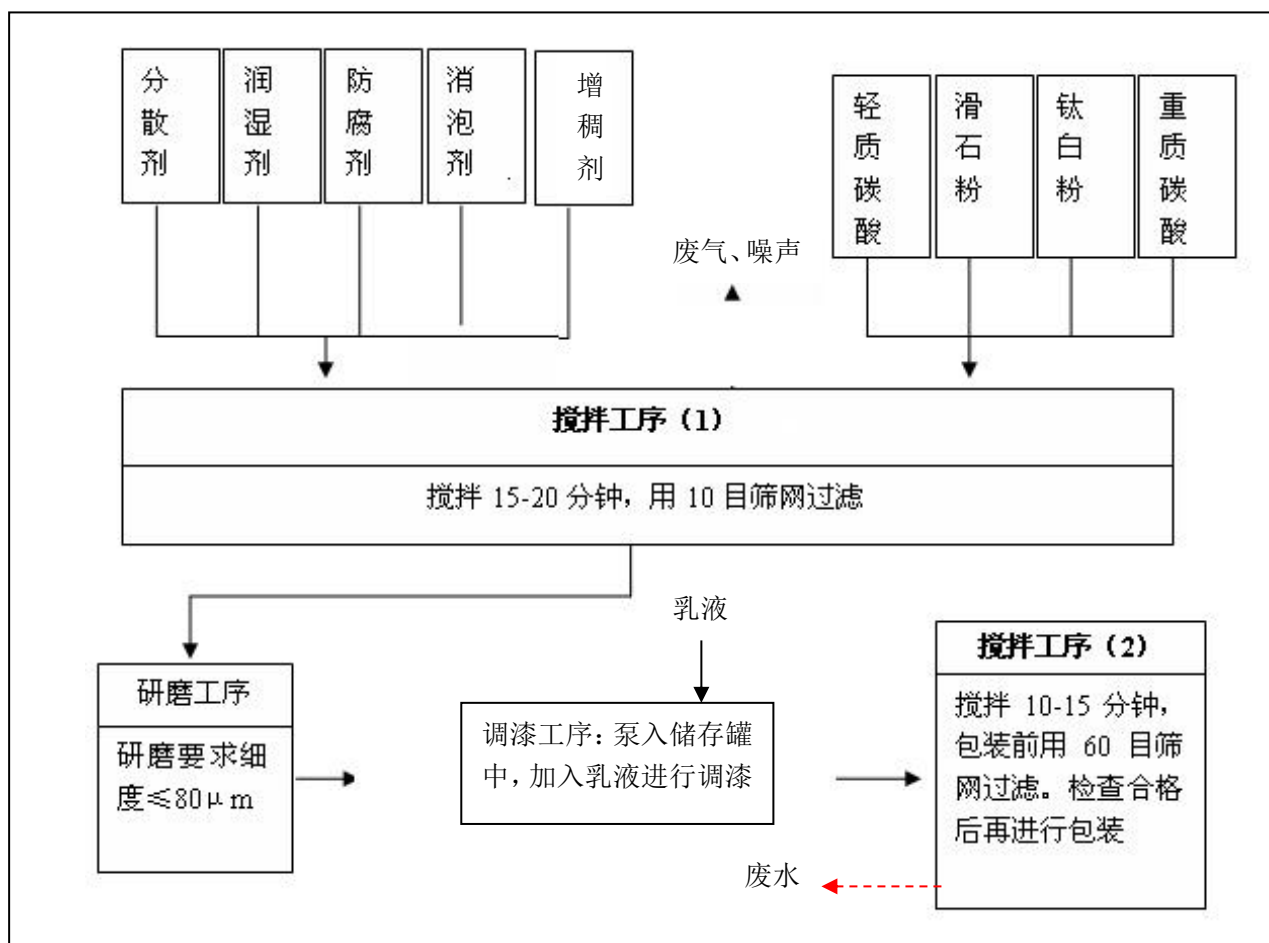 分散剂
润湿剂
防腐剂
消泡剂
增稠剂
轻质碳酸
滑石粉
钛白粉
重质碳酸
废气、噪声
搅拌工序（1）
搅拌 15-20 分钟，用 10 目筛网过滤
乳液
研磨工序
研磨要求细
度≤80μm
调漆工序：泵入储存罐
中，加入乳液进行调漆
搅拌工序（2）
搅拌 10-15 分钟，
包装前用 60 目筛
网过滤。检查合格
后再进行包装
废水